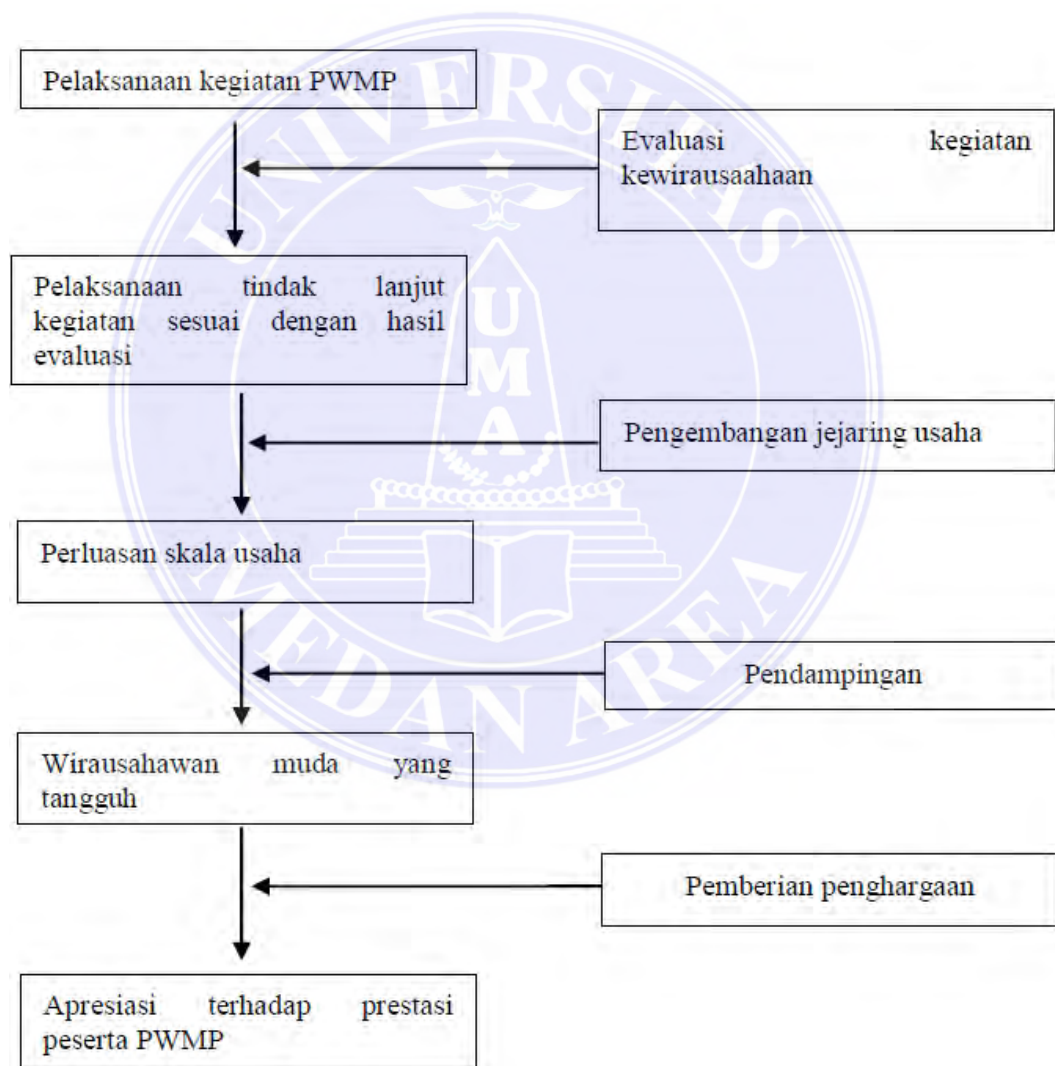 Pelaksanaan kegiatan PWMP
Evaluasi kegiatan
kewirausaahaan
Pelaksanaan tindak lanjut
kegiatan sesuai dengan hasil
evaluasi
Pengembangan jejaring usaha
Perluasan skala usaha
Pendampingan
Wirausahawan muda yang
tangguh
Pemberian penghargaan
Apresiasi terhadap prestasi
peserta PWMP
UNIVERSITAS
MEDAN AREA
UMA